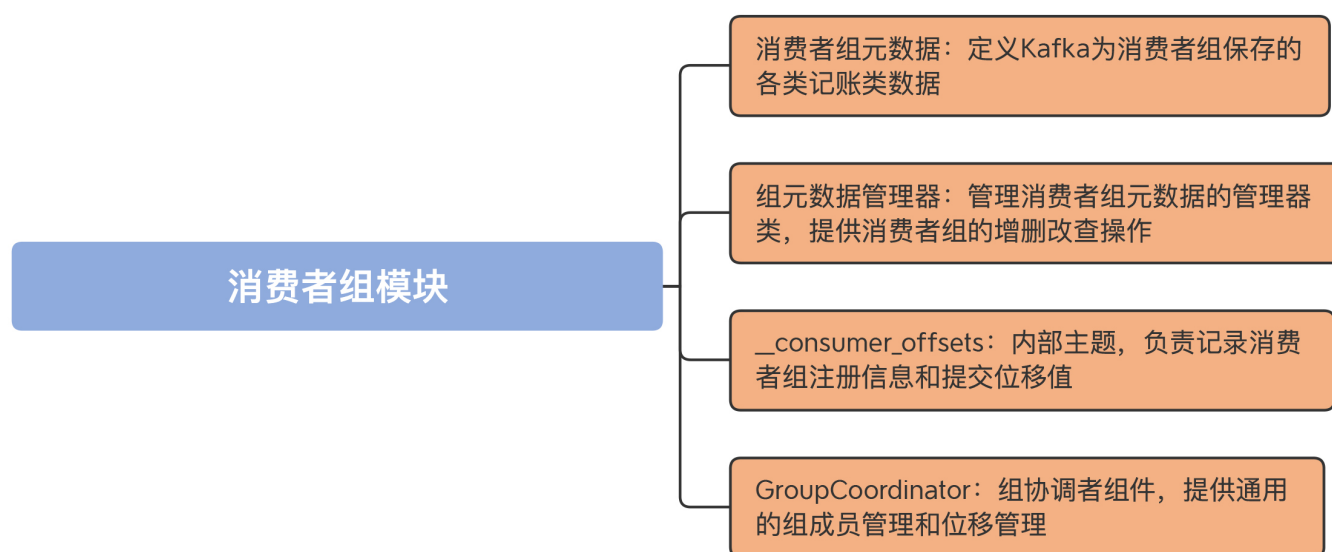 消费者组元数据：定义Kafka为消费者组保存的
各类记账类数据
组元数据管理器：管理消费者组元数据的管理器
类，提供消费者组的增删改查操作
消费者组模块
__consumer_offsets：内部主题，负责记录消费
者组注册信息和提交位移值
GroupCoordinator：组协调者组件，提供通用
的组成员管理和位移管理